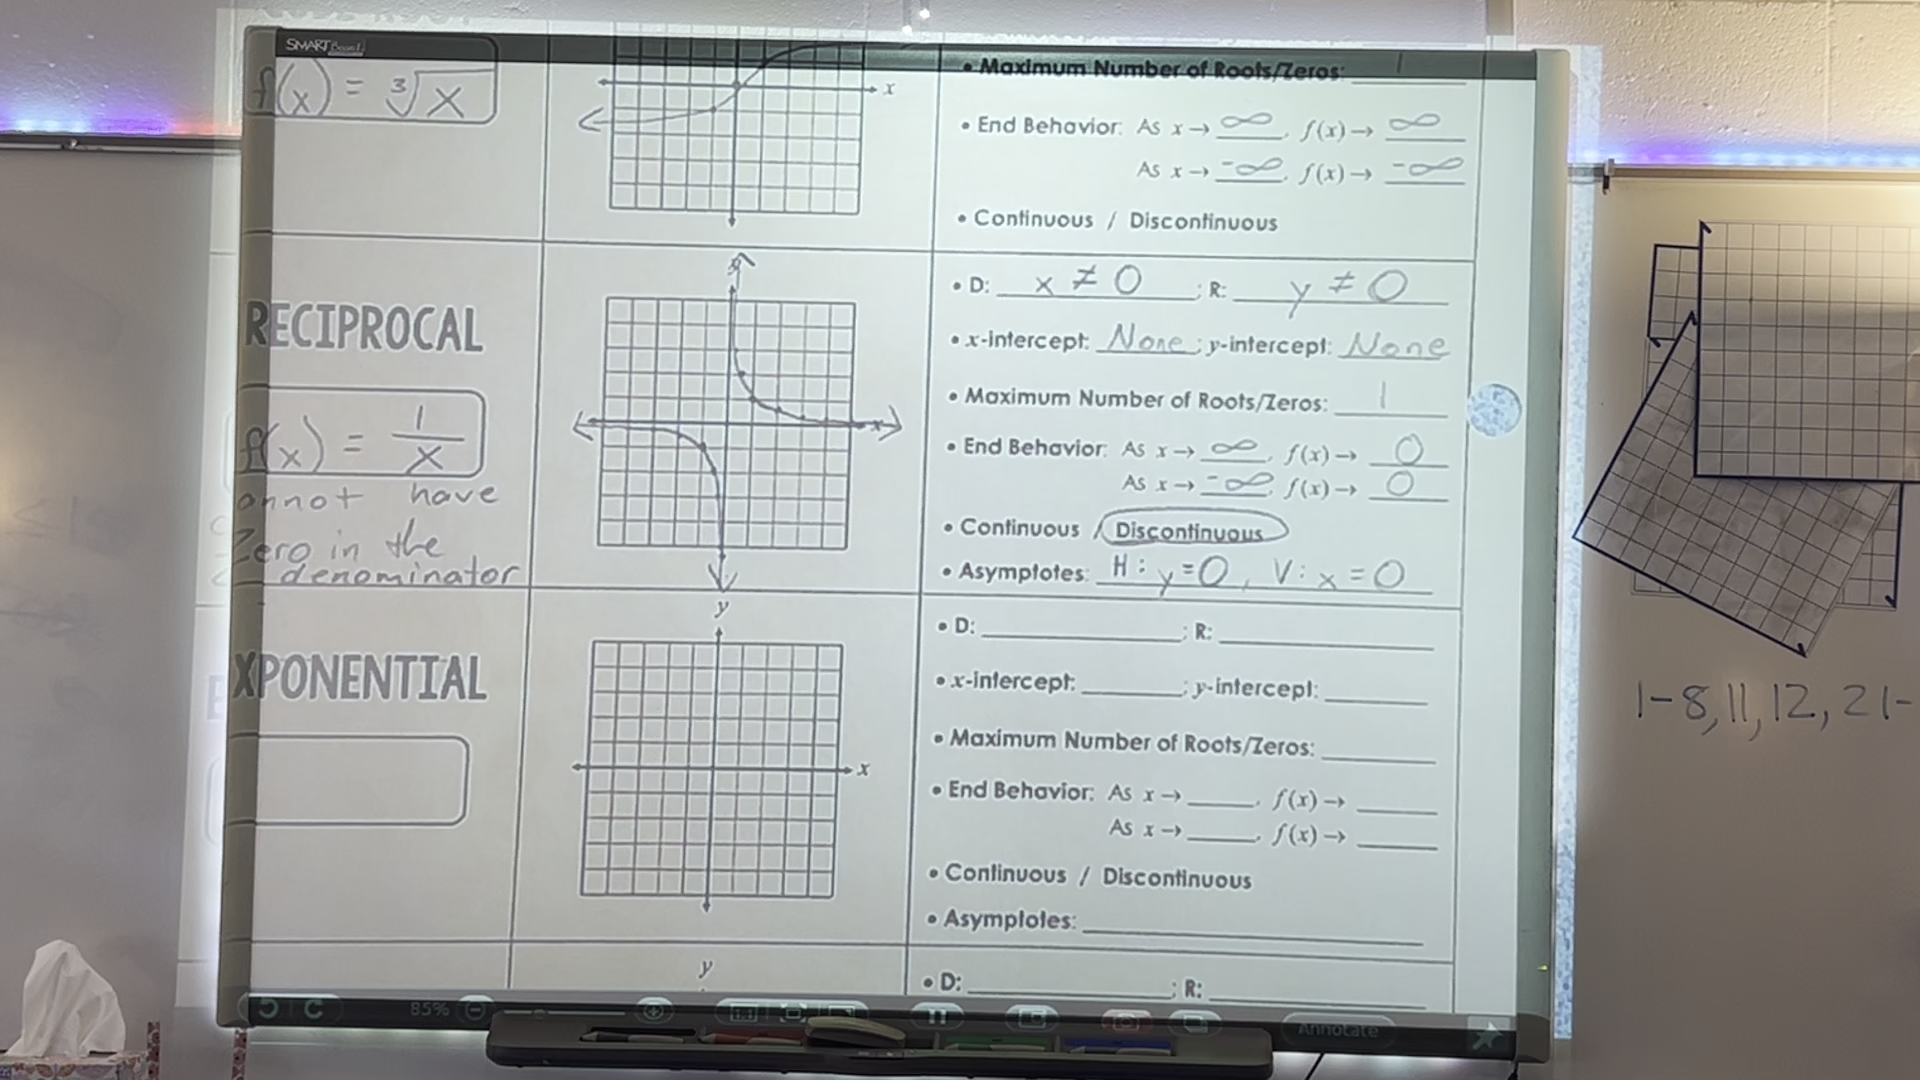 SMART Board
f(x) = ∛x
x
• Maximum Number of Roots/Zeros: 1
• End Behavior: As x → ∞, f(x) → ∞
As x → -∞, f(x) → -∞
• Continuous / Discontinuous
RECIPROCAL
f(x) = 1/x
annot have
Zero in the
denominator
y
x
• D: x ≠ 0 ; R: y ≠ 0
• x-intercept: None ; y-intercept: None
• Maximum Number of Roots/Zeros: 1
• End Behavior: As x → ∞, f(x) → 0
As x → -∞, f(x) → 0
• Continuous / Discontinuous
• Asymptotes: H: y=0, V: x=0
XPONENTIAL
y
x
• D: ; R:
• x-intercept: ; y-intercept:
• Maximum Number of Roots/Zeros:
• End Behavior: As x → , f(x) →
As x → , f(x) →
• Continuous / Discontinuous
• Asymptotes:
y
• D: ; R:
85%
Annotate
1-8, 11, 12, 21-